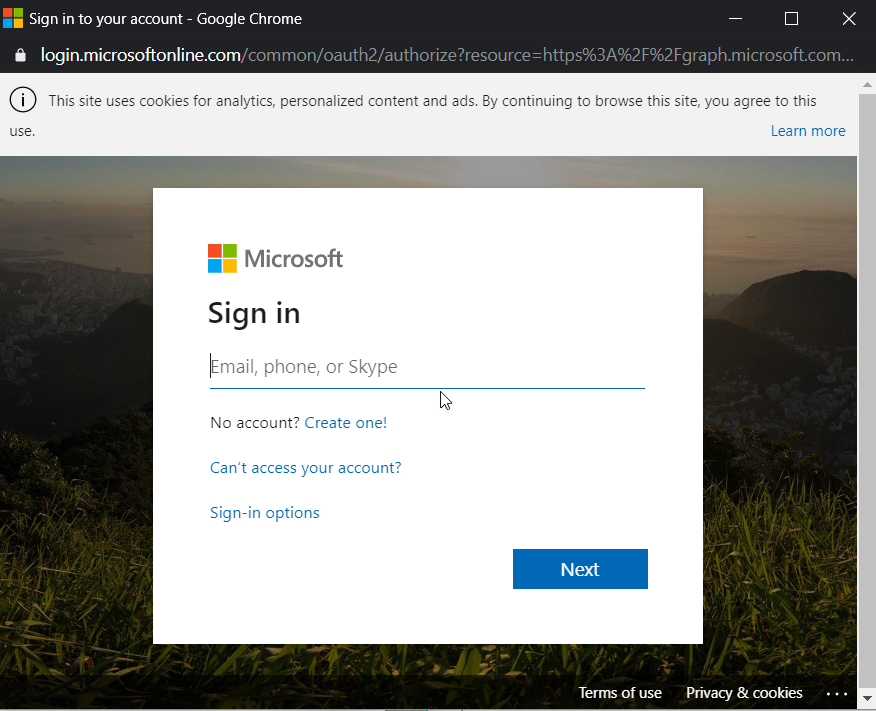 Sign in to your account - Google Chrome
login.microsoftonline.com/common/oauth2/authorize?resource=https%3A%2F%2Fgraph.microsoft.com...
This site uses cookies for analytics, personalized content and ads. By continuing to browse this site, you agree to this
use.
Learn more
Microsoft
Sign in
Email, phone, or Skype
No account? Create one!
Can't access your account?
Sign-in options
Next
Terms of use Privacy & cookies ...